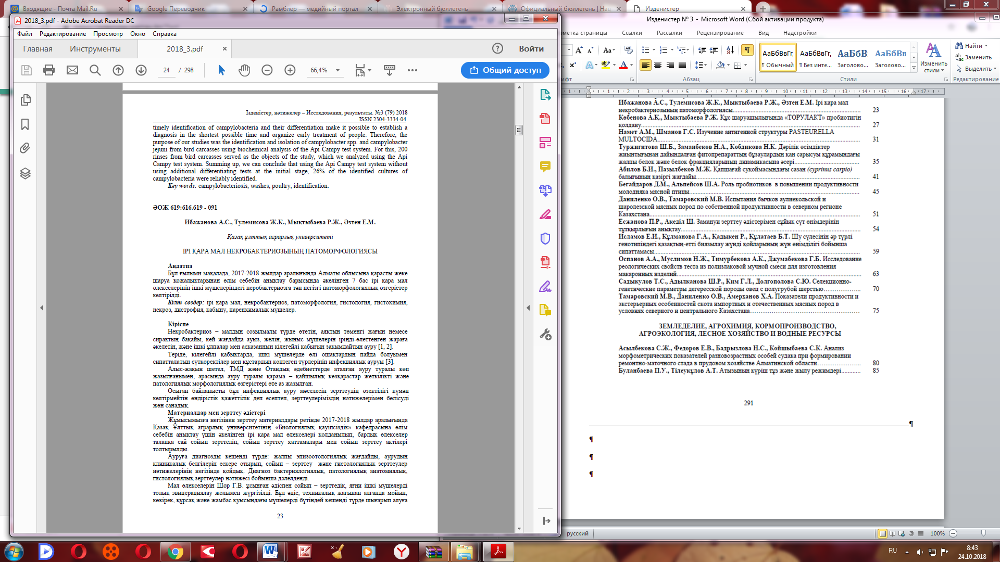 Входящие - Почта Mail.Ru
Google Переводчик
Рамблер — медийный портал
Электронный бюллетень
Официальный бюллетень | Нац
Изденистер
2018_3.pdf - Adobe Acrobat Reader DC
Файл Редактирование Просмотр Окно Справка
Главная Инструменты 2018_3.pdf Войти
24 / 298 66,4% Общий доступ
Ізденістер, нәтижелер – Исследования, результаты. №3 (79) 2018
ISSN 2304-3334-04
timely identification of campylobacteria and their differentiation make it possible to establish a
diagnosis in the shortest possible time and organize early treatment of people. Therefore, the
purpose of our studies was the identification and isolation of campylobacter spp. and campylobacter
jejuni from bird carcasses using biochemical analysis of the Api Campy test system. For this, 200
rinses from bird carcasses served as the objects of the study, which we analyzed using the Api
Campy test system. Summing up, we can conclude that using the Api Campy test system without
using additional differentiating tests at the initial stage, 26% of the identified cultures of
campylobacteria were reliably identified.
Key words: campylobacteriosis, washes, poultry, identification.
ӘОЖ 619:616.619 - 091
Ибажанова А.С., Тулемисова Ж.К., Мыктыбаева Р.Ж., Әзтен Е.М.
Қазақ ұлттық аграрлық университеті
ІРІ ҚАРА МАЛ НЕКРОБАКТЕРИОЗЫНЫҢ ПАТОМОРФОЛОГИЯСЫ
Аңдатпа
Бұл ғылыми мақалада, 2017-2018 жылдар аралығында Алматы облысына қарасты жеке
шаруа қожалықтарынан өлім себебін анықтау барысында әкелінген 7 бас ірі қара мал
өлекселерінің ішкі мүшелеріндегі неробактериозға тән негізгі патоморфологиялық өзгерістер
келтірілді.
Кілт сөздер: ірі қара мал, некробактериоз, патоморфология, гистология, гистохимия,
некроз, дистрофия, қабыну, паренхималық мүшелер.
Кіріспе
Некробактериоз – малдың созылмалы түрде өтетін, аяқтың төменгі жағын немесе
сирақтың бақайы, кей жағдайда ауыз, желін, жыныс мүшелерін іріңді-өлеттенген жараға
әкелетін, және ішкі ұлпалар мен асқазанның кілегейлі қабығын зақымдайтын ауру [1, 2].
Теріде, кілегейлі қабықтарда, ішкі мүшелерде өлі ошақтардың пайда болуымен
сипатталатын сүткоректілер мен құстардың көптеген түрлерінің инфекциялық ауруы [3].
Алыс-жақын шетел, ТМД және Отандық әдебиеттерде аталған ауру туралы көп
жазылғанымен, арасында ауру туралы қарама – қайшылық көзқарастар жеткілікті және
патологиялық морфологиялық өзгерістері өте аз жазылған.
Осыған байланысты бұл инфекциялық ауру мәселесін зерттеудің өзектілігі күмән
келтірмейтін өндірістік қажеттілік деп есептеп, зерттеулеріміздің нәтижелерімен бөлісуді
жөн санадық.
Материалдар мен зерттеу әдістері
Жұмысымызға негізінен зерттеу материалдары ретінде 2017-2018 жылдар аралығында
Қазақ Ұлттық аграрлық университетінің «Биологиялық қауіпсіздік» кафедрасына өлім
себебін анықтау үшін әкелінген ірі қара мал өлекселері қолданылып, барлық өлекселер
талапқа сай сойып зерттеліп, сойып зерттеу хаттамалары мен сойып зерттеу актілері
толтырылды.
Ауруға диагнозды кешенді түрде: жалпы эпизоотологиялық жағдайды, аурудың
клиникалық белгілерін ескере отырып, сойып – зерттеу және гистологиялық зерттеулер
нәтижелерінің негізінде қойдық. Диагноз бактериялогиялық, патологиялық анатомиялық,
гистологиялық зерттеулер нәтижесі бойынша дәлелденді.
Мал өлекселерін Шор Г.В. ұсынған әдіспен сойып – зерттедік, яғни ішкі мүшелерді
толық эвицерациялау жолымен жүргізілді. Бұл әдіс, техникалық жағынан алғанда мойын,
көкірек, құрсақ және жамбас қуысындағы мүшелерді бүтіндей кешенді түрде шығарып алуға
23
Изденистер № 3 - Microsoft Word (Сбой активации продукта)
метка страницы Ссылки Рассылки Рецензирование Вид Надстройки
АаБбВвГг, АаБбВвГг, АаБбВ: АаБбВв
¶ Обычный ¶ Без инте... Заголово... Заголово...
Изменить стили
Найти
Заменить
Выделить
рифт Абзац Стили Редактирование
1 1 2 3 4 5 6 7 8 9 10 11 12 13 14 15 16 17
Ибажанова А.С., Тулемисова Ж.К., Мыктыбаева Р.Ж., Әзтен Е.М. Ірі қара мал
некробактериозының патоморфологиясы.......... 23
Көбенова А.К., Мыктыбаева Р.Ж. Құс шаруашылығында «ТОРУЛАКТ» пробиотигін
қолдану.......... 27
Намет А.М., Шманов Г.С. Изучение антигенной структуры PASTEURELLA
MULTOCIDA.......... 31
Туржигитова Ш.Б., Заманбеков Н.А., Кобдикова Н.К. Дәрілік өсімдіктер
жиынтығынан дайындалған фитопрепараттың бұзаулардың қан сарысуы құрамындағы
жалпы белок және белок фракцияларының динамикасына әсері.......... 35
Абилов Б.И., Пазылбеков М.Ж. Қапшағай суқоймасындағы сазан (cyprinus carpio)
балығының қазіргі жағдайы.......... 41
Бегайдаров Д.М., Альпейсов Ш.А. Роль пробиотиков в повышении продуктивности
молодняка мясной птицы.......... 45
Даниленко О.В., Тамаровский М.В. Испытания бычков аулиекольской и
шаролезской мясных пород по собственной продуктивности в северном регионе
Казахстана.......... 51
Есжанова П.Р., Акеділ Ш. Заманауи зерттеу әдістерімен сұйық сүт өнімдерінің
тұтқырлығын анықтау.......... 54
Исламов Е.И., Құлманова Г.А., Қадыкен Р., Құлатаев Б.Т. Шу сүлесінің әр түрлі
генотипіндегі қазақтың-етті биязылау жүнді қойларының жүн өнімділігі бойынша
сипаттамасы.......... 59
Оспанов А.А., Муслимов Н.Ж., Тимурбекова А.К., Джумабекова Г.Б. Исследование
реологических свойств теста из полизлаковой мучной смеси для изготовления
макаронных изделий.......... 63
Садыкулов Т.С., Адылканова Ш.Р., Ким Г.Л., Долгополова С.Ю. Селекционно-
генетические параметры дегересской породы овец с полугрубой шерстью.......... 70
Тамаровский М.В., Даниленко О.В., Амерханов Х.А. Показатели продуктивности и
экстерьерных особенностей скота импортных и отечественных мясных пород в
условиях северного и центрального Казахстана.......... 75
ЗЕМЛЕДЕЛИЕ, АГРОХИМИЯ, КОРМОПРОИЗВОДСТВО,
АГРОЭКОЛОГИЯ, ЛЕСНОЕ ХОЗЯЙСТВО И ВОДНЫЕ РЕСУРСЫ
Асылбекова С.Ж., Федоров Е.В., Бадрызлова Н.С., Койшыбаева С.К. Анализ
морфометрических показателей разновозрастных особей судака при формировании
ремонтно-маточного стада в прудовом хозяйстве Алматинской области.......... 80
Буланбаева П.У., Тілеуқұлов А.Т. Атызының күріш тұз және жылу режимдері.......... 85
291
русский 100%
RU 8:43
24.10.2018